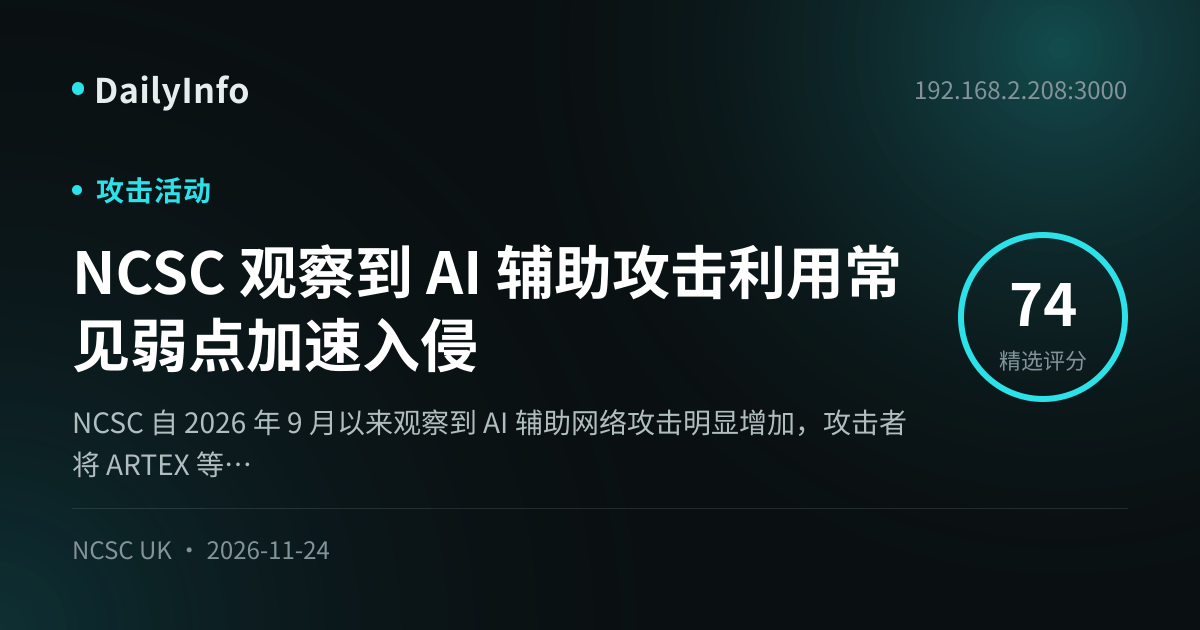 DailyInfo
192.168.2.208:3000
攻击活动
NCSC 观察到 AI 辅助攻击利用常
见弱点加速入侵
74
精选评分
NCSC 自 2026 年 9 月以来观察到 AI 辅助网络攻击明显增加，攻击者
将 ARTEX 等…
NCSC UK • 2026-11-24